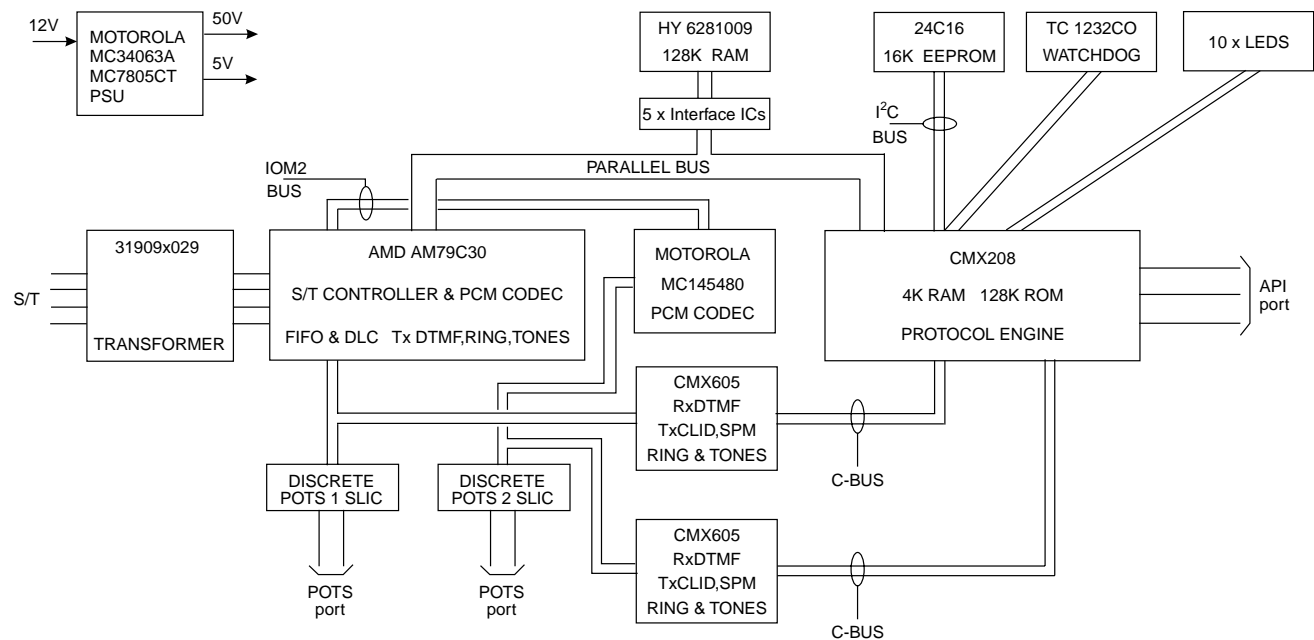 12V
50V
5V
MOTOROLA
MC34063A
MC7805CT
PSU
HY 6281009
128K RAM
24C16
16K EEPROM
TC 1232CO
WATCHDOG
10 x LEDS
5 x Interface ICs
I²C
BUS
IOM2
BUS
PARALLEL BUS
S/T
31909x029
TRANSFORMER
AMD AM79C30
S/T CONTROLLER & PCM CODEC
FIFO & DLC Tx DTMF,RING,TONES
MOTOROLA
MC145480
PCM CODEC
CMX208
4K RAM 128K ROM
PROTOCOL ENGINE
API
port
CMX605
RxDTMF
TxCLID,SPM
RING & TONES
C-BUS
DISCRETE
POTS 1 SLIC
DISCRETE
POTS 2 SLIC
POTS
port
POTS
port
CMX605
RxDTMF
TxCLID,SPM
RING & TONES
C-BUS